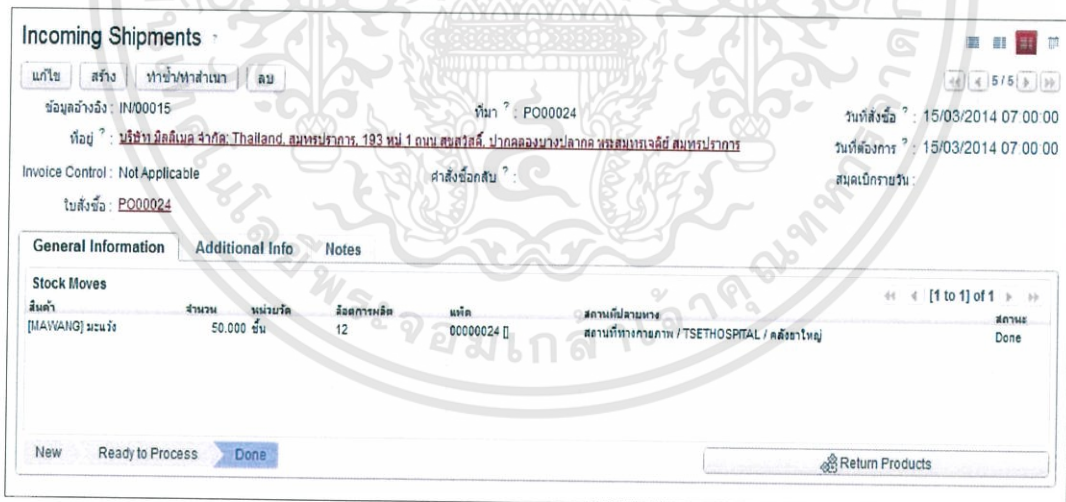 Incoming Shipments ?
แก้ไข สร้าง ทำซ้ำ/ทำสำเนา ลบ 5 / 5
ข้อมูลอ้างอิง : IN/00015 ที่มา ? : PO00024 วันที่สั่งซื้อ ? : 15/03/2014 07:00:00
ที่อยู่ ? : บริษัท มิลลิเมด จำกัด; Thailand, สมุทรปราการ, 193 หมู่ 1 ถนน สุขสวัสดิ์, ปากคลองบางปลากด พระสมุทรเจดีย์ สมุทรปราการ วันที่ต้องการ ? : 15/03/2014 07:00:00
Invoice Control : Not Applicable คำสั่งซื้อกลับ ? : สมุดเบิกรายวัน :
ใบสั่งซื้อ : PO00024
General Information Additional Info Notes
Stock Moves [1 to 1] of 1
สินค้า จำนวน หน่วยวัด ล็อตการผลิต แพ็ค สถานที่ปลายทาง สถานะ
[MAWANG] มะแว้ง 50.000 ชิ้น 12 00000024 [] สถานที่ทางกายภาพ / TSETHOSPITAL / คลังยาใหญ่ Done
New Ready to Process Done Return Products